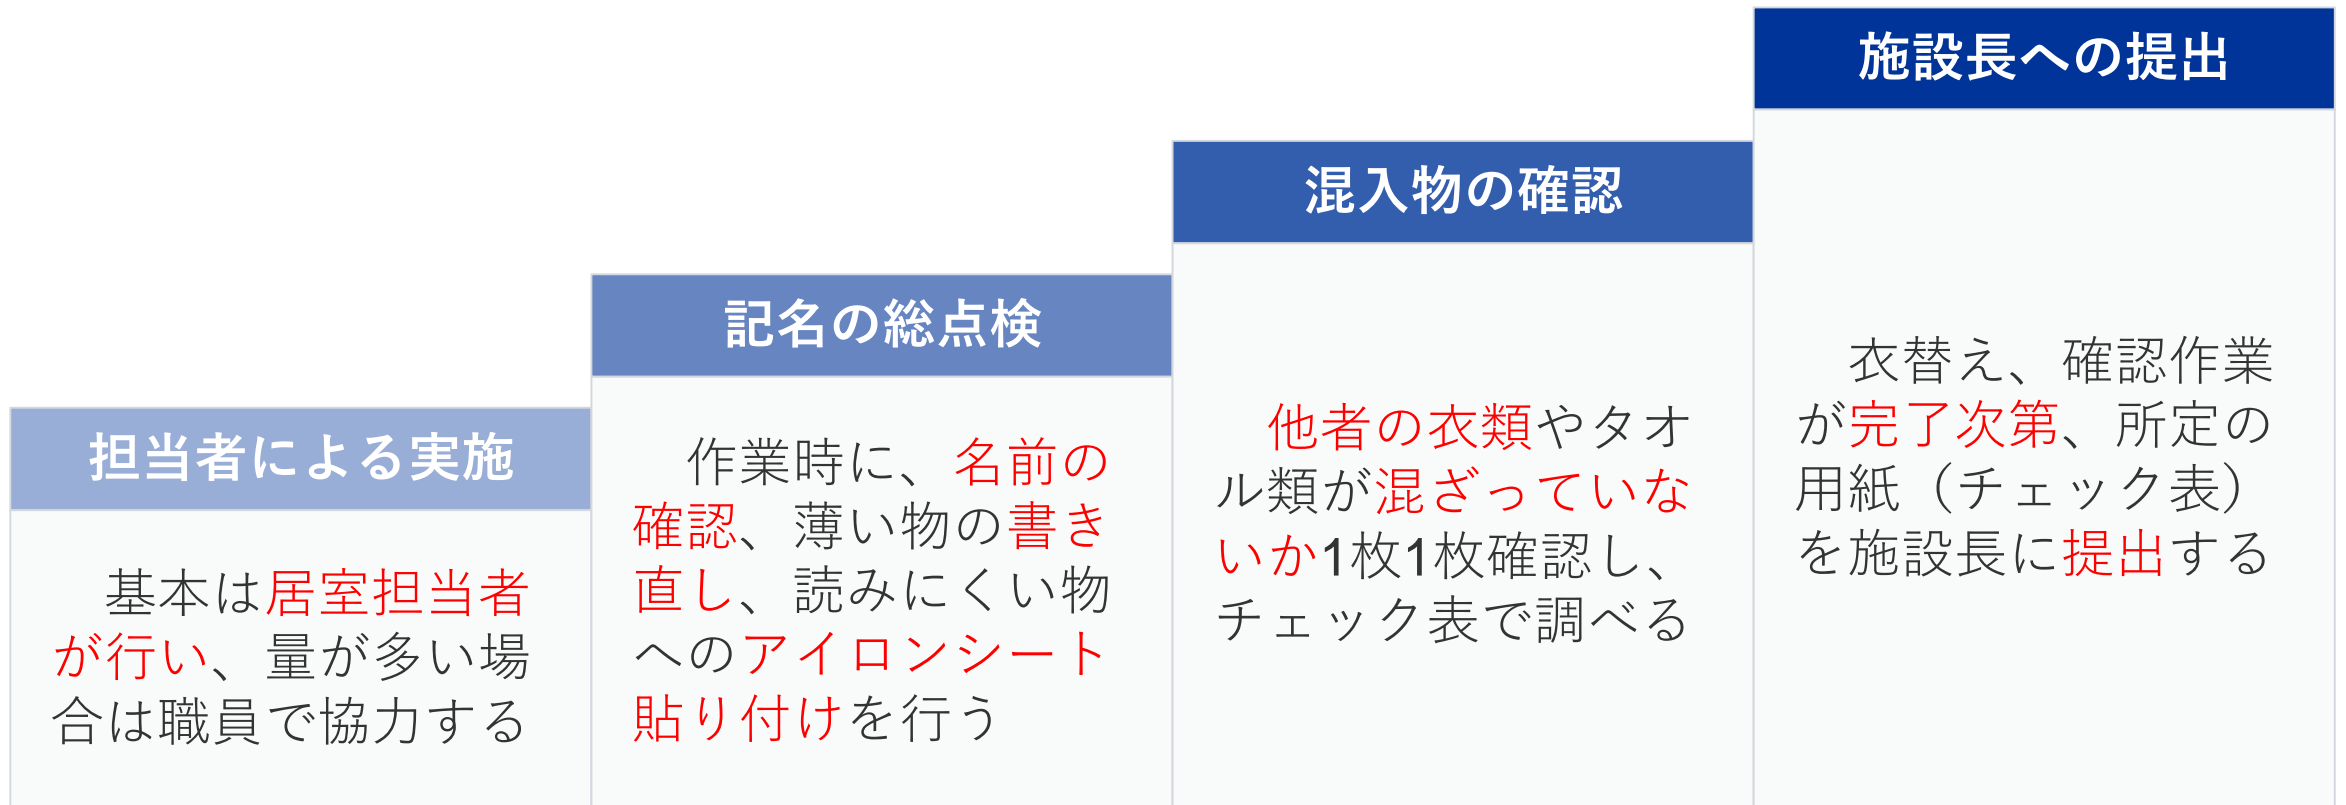 担当者による実施
基本は居室担当者
が行い、量が多い場
合は職員で協力する
記名の総点検
作業時に、名前の
確認、薄い物の書き
直し、読みにくい物
へのアイロンシート
貼り付けを行う
混入物の確認
他者の衣類やタオ
ル類が混ざっていな
いか1枚1枚確認し、
チェック表で調べる
施設長への提出
衣替え、確認作業
が完了次第、所定の
用紙（チェック表）
を施設長に提出する